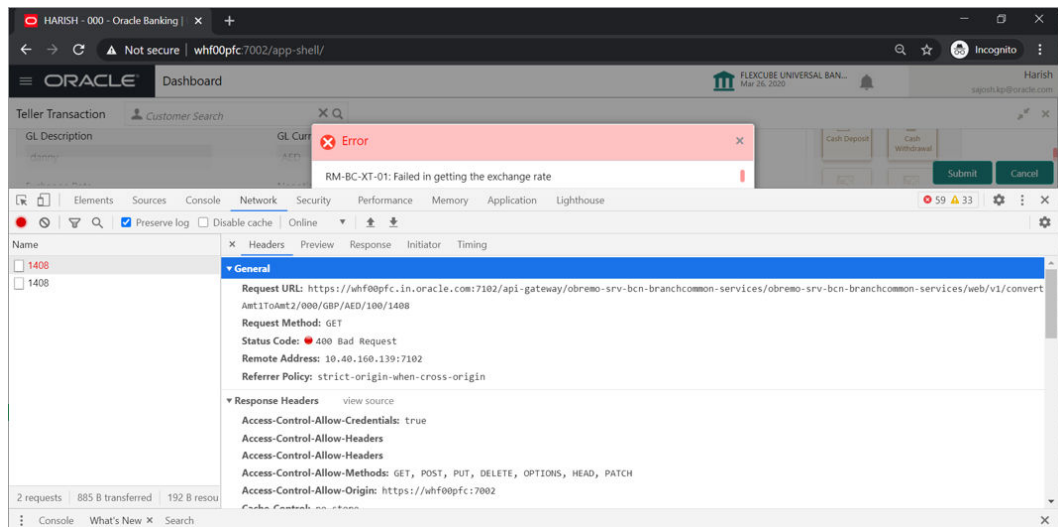 HARISH - 000 - Oracle Banking |
Not secure | whf00pfc:7002/app-shell/
Incognito
ORACLE
Dashboard
FLEXCUBE UNIVERSAL BAN...
Mar 26, 2020
Harish
sajosh.kp@oracle.com
Teller Transaction
Customer Search
GL Description
GL Curr
AED
Error
RM-BC-XT-01: Failed in getting the exchange rate
Cash Deposit
Cash Withdrawal
Submit
Cancel
Elements Sources Console Network Security Performance Memory Application Lighthouse
59 33
Preserve log Disable cache Online
Name
1408
1408
Headers Preview Response Initiator Timing
General
Request URL: https://whf00pfc.in.oracle.com:7102/api-gateway/obremo-srv-bcn-branchcommon-services/obremo-srv-bcn-branchcommon-services/web/v1/convert
Amt1ToAmt2/000/GBP/AED/100/1408
Request Method: GET
Status Code: 400 Bad Request
Remote Address: 10.40.160.139:7102
Referrer Policy: strict-origin-when-cross-origin
Response Headers view source
Access-Control-Allow-Credentials: true
Access-Control-Allow-Headers
Access-Control-Allow-Headers
Access-Control-Allow-Methods: GET, POST, PUT, DELETE, OPTIONS, HEAD, PATCH
Access-Control-Allow-Origin: https://whf00pfc:7002
2 requests 885 B transferred 192 B resou
Console What's New Search